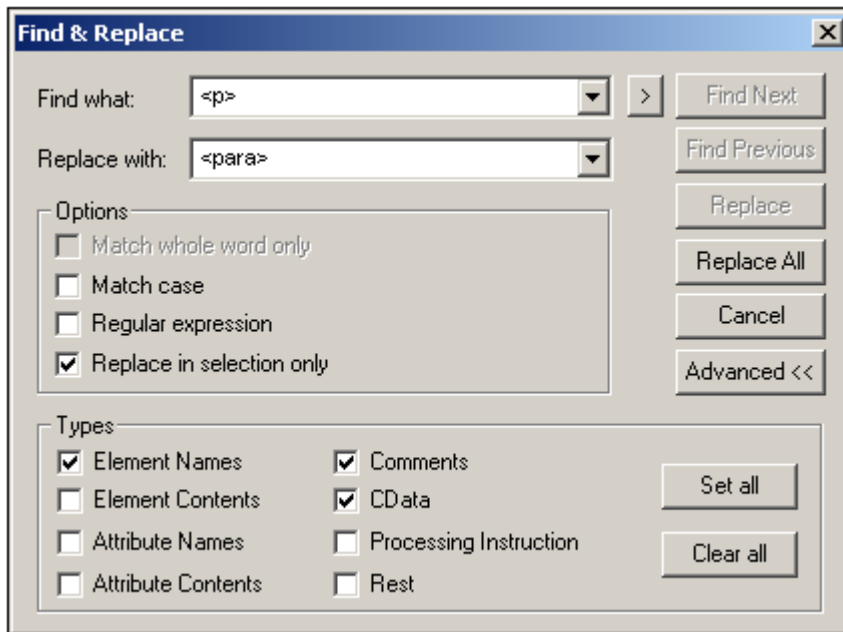 Find & Replace
Find what: <p> > Find Next
Replace with: <para> Find Previous
Options Replace
Match whole word only
Match case Replace All
Regular expression Cancel
Replace in selection only Advanced <<
Types
Element Names Comments
Element Contents CData Set all
Attribute Names Processing Instruction
Attribute Contents Rest Clear all